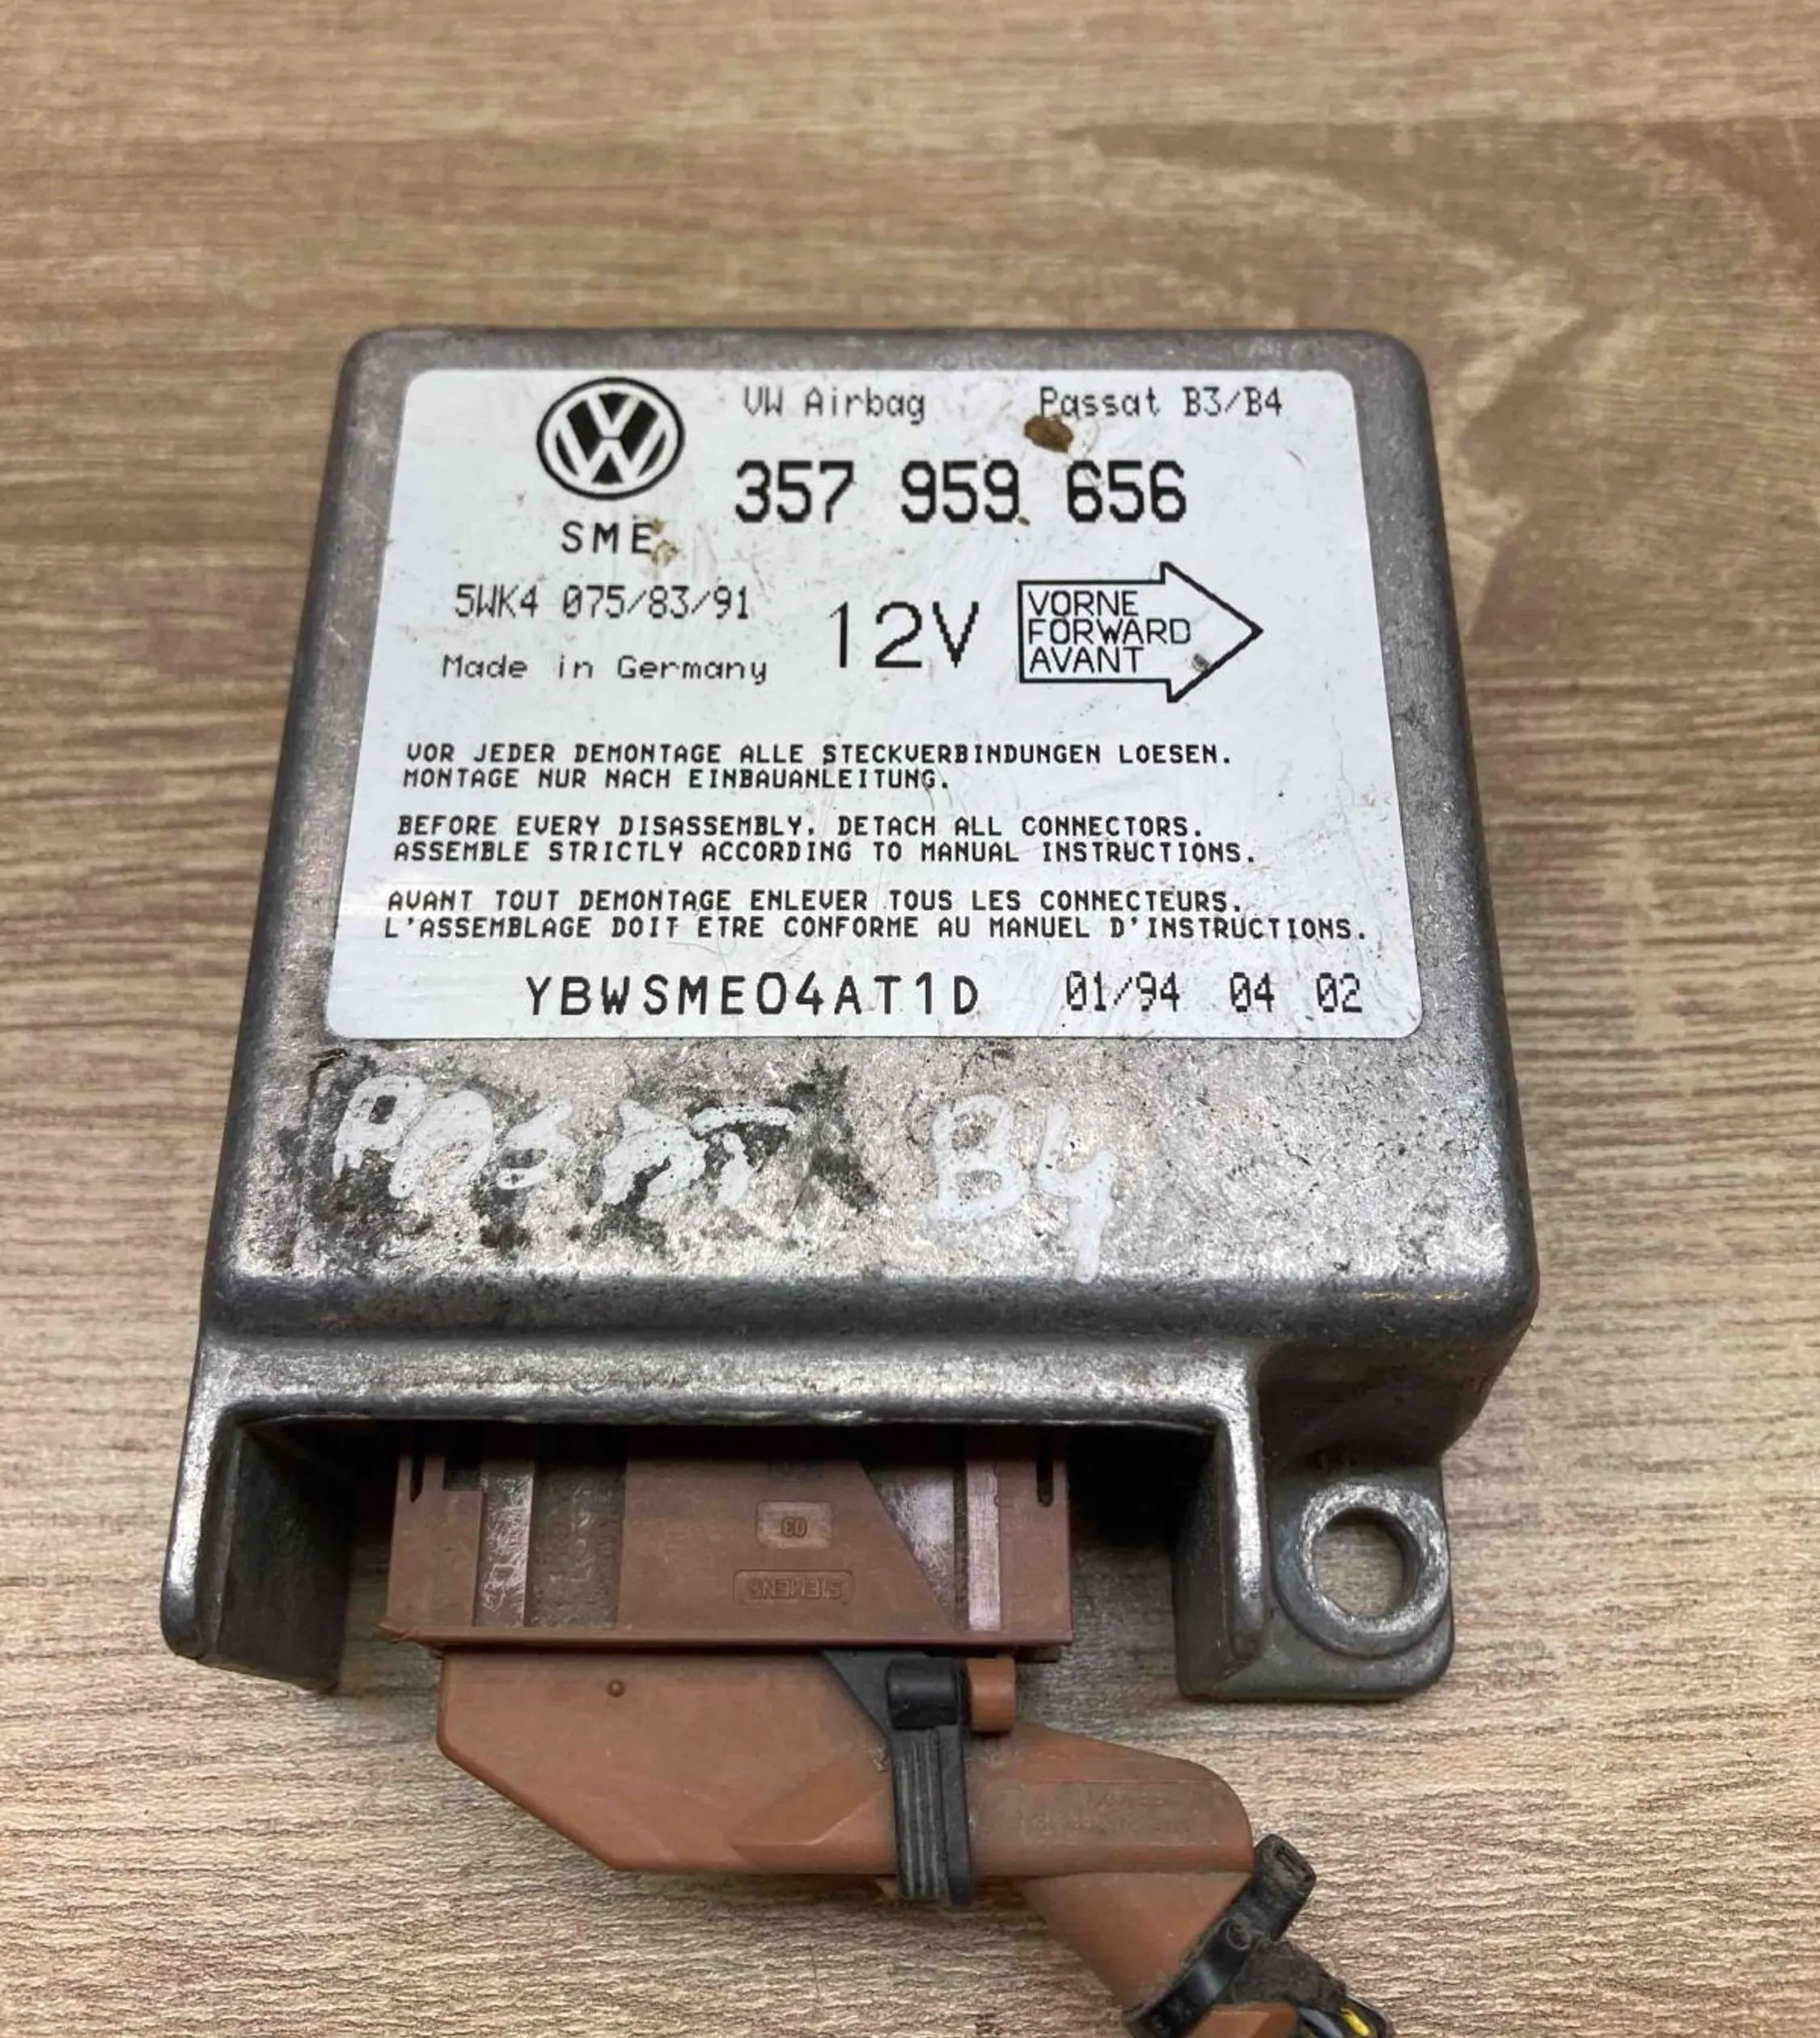 VW Airbag Passat B3/B4
357 959 656
SME
5WK4 075/83/91
12V
VORNE
FORWARD
AVANT
Made in Germany
VOR JEDER DEMONTAGE ALLE STECKVERBINDUNGEN LOESEN.
MONTAGE NUR NACH EINBAUANLEITUNG.
BEFORE EVERY DISASSEMBLY, DETACH ALL CONNECTORS.
ASSEMBLE STRICTLY ACCORDING TO MANUAL INSTRUCTIONS.
AVANT TOUT DEMONTAGE ENLEVER TOUS LES CONNECTEURS.
L'ASSEMBLAGE DOIT ETRE CONFORME AU MANUEL D'INSTRUCTIONS.
YBWSME04AT1D 01/94 04 02
PASSAT B4
03
SIEMENS